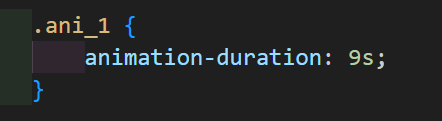 .ani_1 {
    animation-duration: 9s;
}